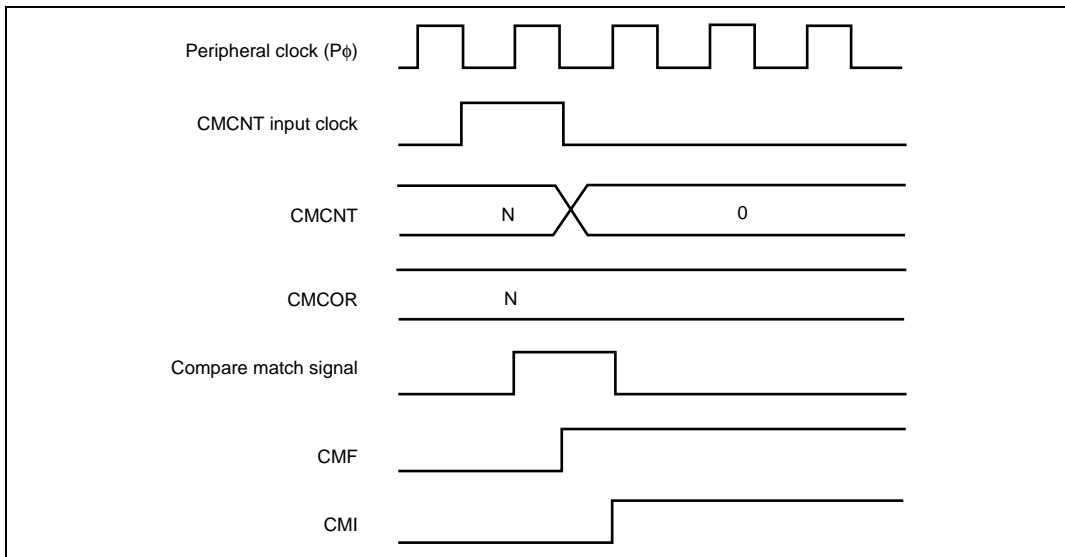 Peripheral clock (Pϕ)
CMCNT input clock
CMCNT
N
0
CMCOR
N
Compare match signal
CMF
CMI